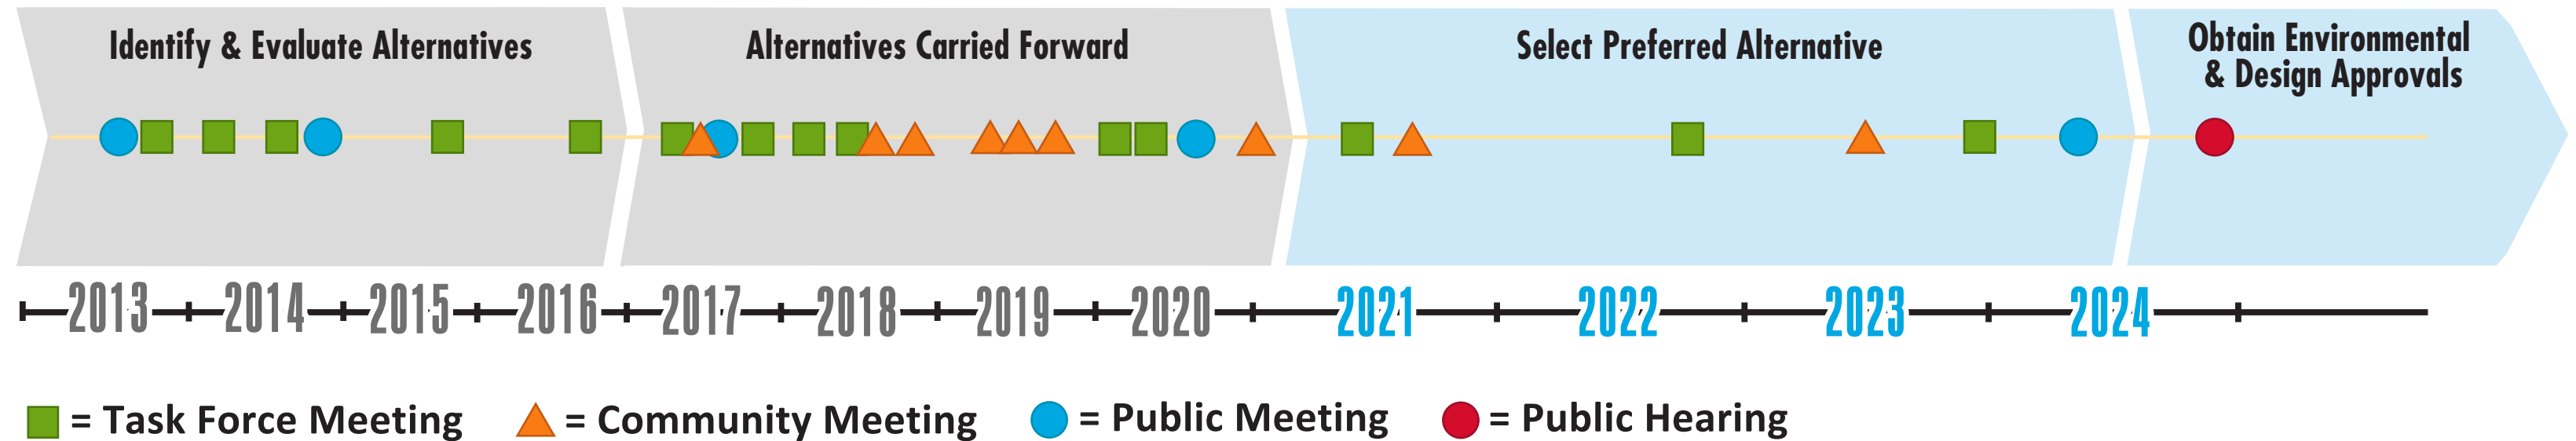 Identify & Evaluate Alternatives
Alternatives Carried Forward
Select Preferred Alternative
Obtain Environmental
& Design Approvals
2013 2014 2015 2016 2017 2018 2019 2020 2021 2022 2023 2024
= Task Force Meeting
= Community Meeting
= Public Meeting
= Public Hearing